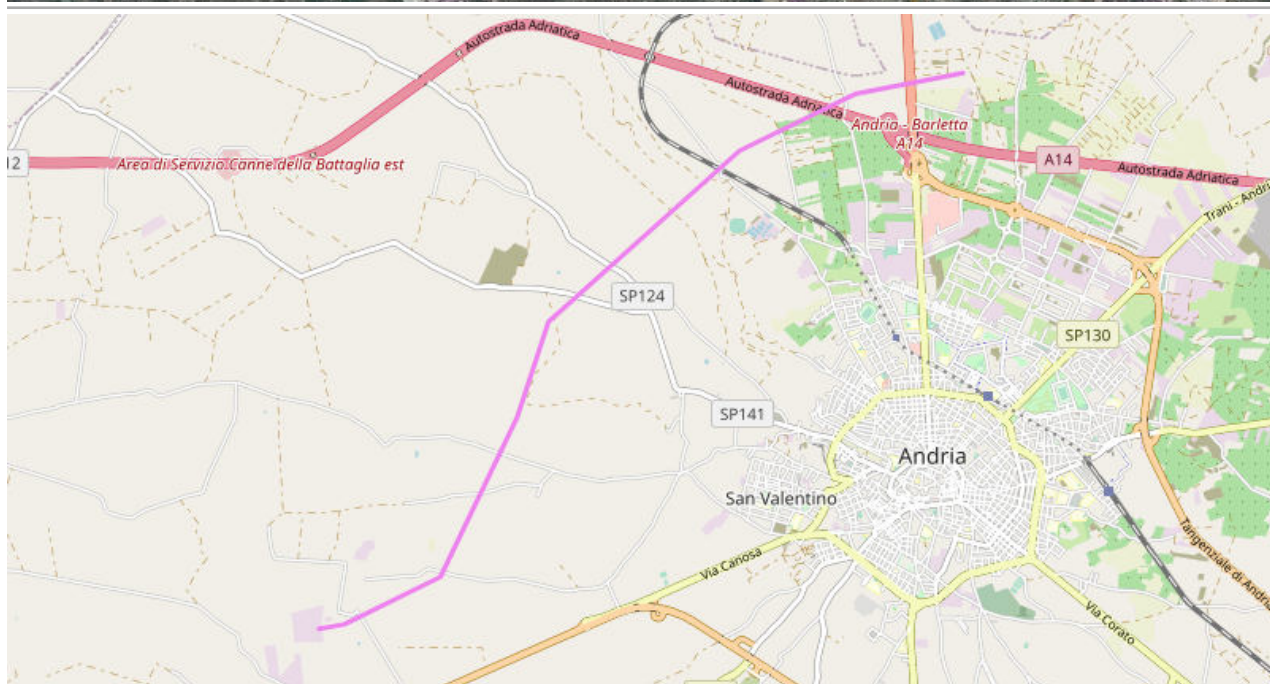 Autostrada Adriatica
Autostrada Adriatica
Andria - Barletta
A14
12
Area di Servizio Canne della Battaglia est
A14
Autostrada Adriatica
Trani - Andri
SP124
SP130
SP141
Andria
San Valentino
Via Canosa
Tangenziale di Andria
Via Corato